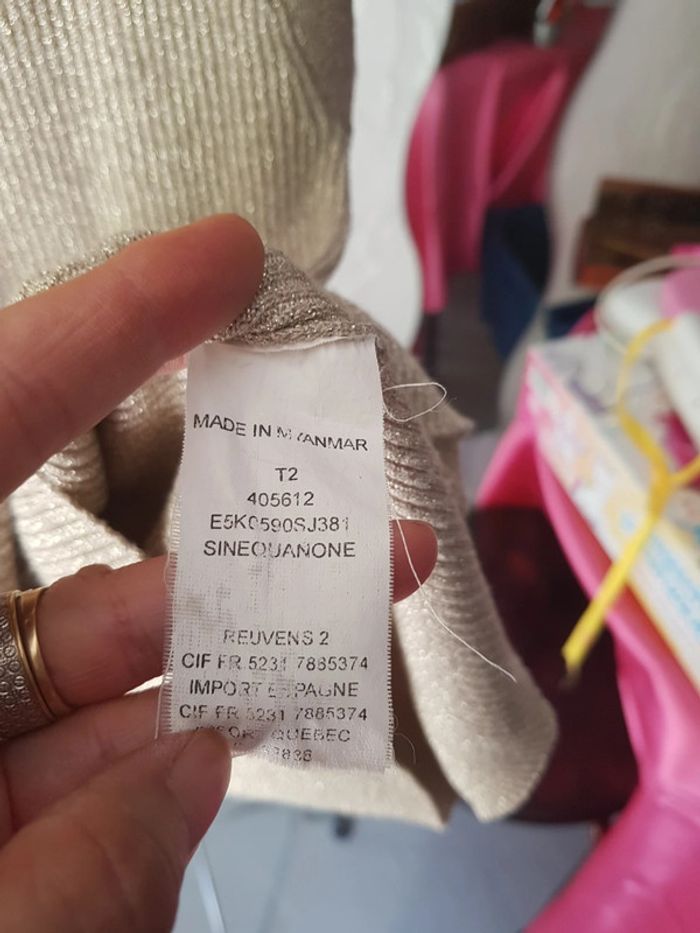 MADE IN MYANMAR
T2
405612
E5K0590SJ381
SINEQUANONE
REUVENS 2
CIF FR 5231 7885374
IMPORT ESPAGNE
CIF FR 5231 7885374
IMPORT QUEBEC